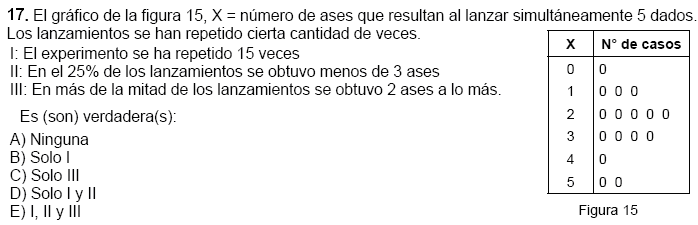 17. El gráfico de la figura 15, X = número de ases que resultan al lanzar simultáneamente 5 dados.
Los lanzamientos se han repetido cierta cantidad de veces.
I: El experimento se ha repetido 15 veces
II: En el 25% de los lanzamientos se obtuvo menos de 3 ases
III: En más de la mitad de los lanzamientos se obtuvo 2 ases a lo más.
Es (son) verdadera(s):
A) Ninguna
B) Solo I
C) Solo III
D) Solo I y II
E) I, II y III
X N° de casos
0 0
1 0 0 0
2 0 0 0 0 0
3 0 0 0 0
4 0
5 0 0
Figura 15